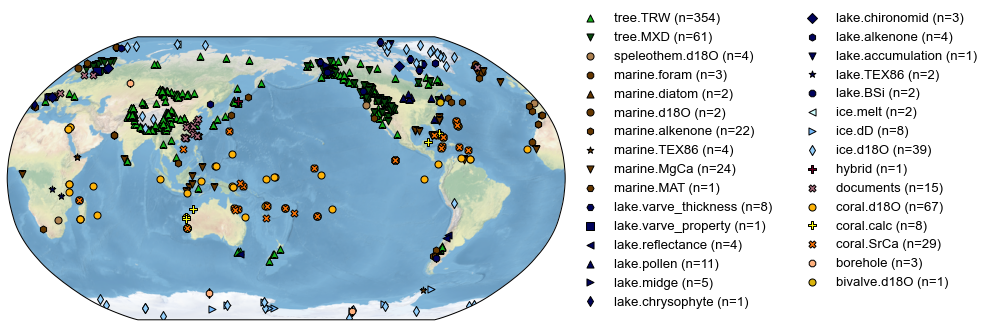 tree.TRW (n=354)
tree.MXD (n=61)
speleothem.d18O (n=4)
marine.foram (n=3)
marine.diatom (n=2)
marine.d18O (n=2)
marine.alkenone (n=22)
marine.TEX86 (n=4)
marine.MgCa (n=24)
marine.MAT (n=1)
lake.varve_thickness (n=8)
lake.varve_property (n=1)
lake.reflectance (n=4)
lake.pollen (n=11)
lake.midge (n=5)
lake.chrysophyte (n=1)
lake.chironomid (n=3)
lake.alkenone (n=4)
lake.accumulation (n=1)
lake.TEX86 (n=2)
lake.BSi (n=2)
ice.melt (n=2)
ice.dD (n=8)
ice.d18O (n=39)
hybrid (n=1)
documents (n=15)
coral.d18O (n=67)
coral.calc (n=8)
coral.SrCa (n=29)
borehole (n=3)
bivalve.d18O (n=1)